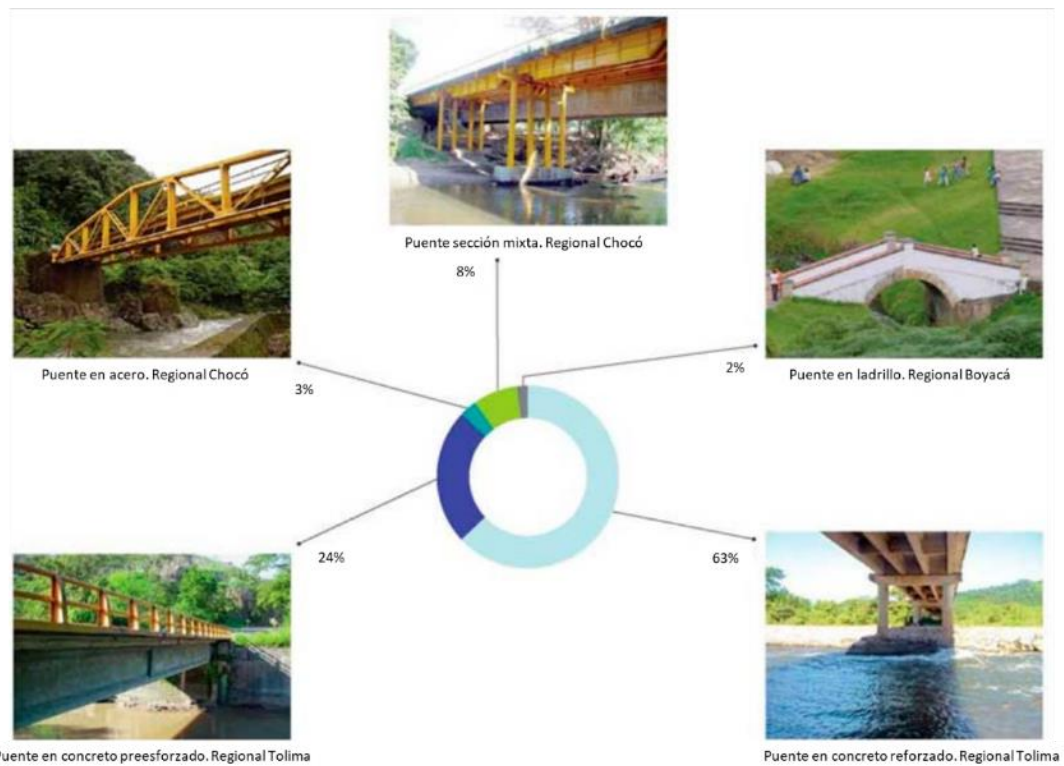 Puente sección mixta. Regional Chocó
8%
Puente en acero. Regional Chocó
3%
2%
Puente en ladrillo. Regional Boyacá
24%
63%
Puente en concreto preesforzado. Regional Tolima
Puente en concreto reforzado. Regional Tolima